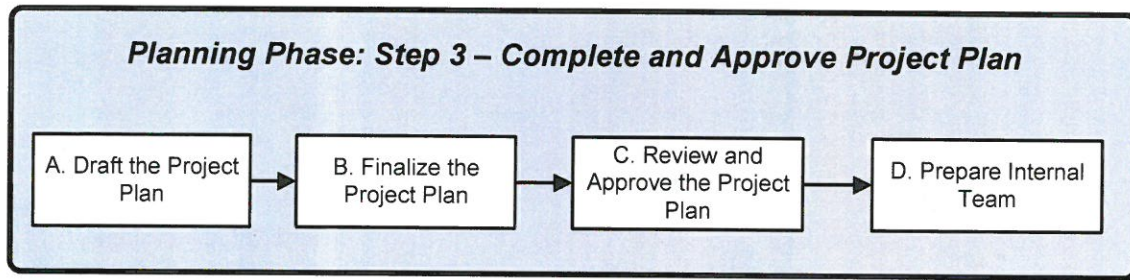 Planning Phase: Step 3 – Complete and Approve Project Plan
A. Draft the Project
Plan
B. Finalize the
Project Plan
C. Review and
Approve the Project
Plan
D. Prepare Internal
Team